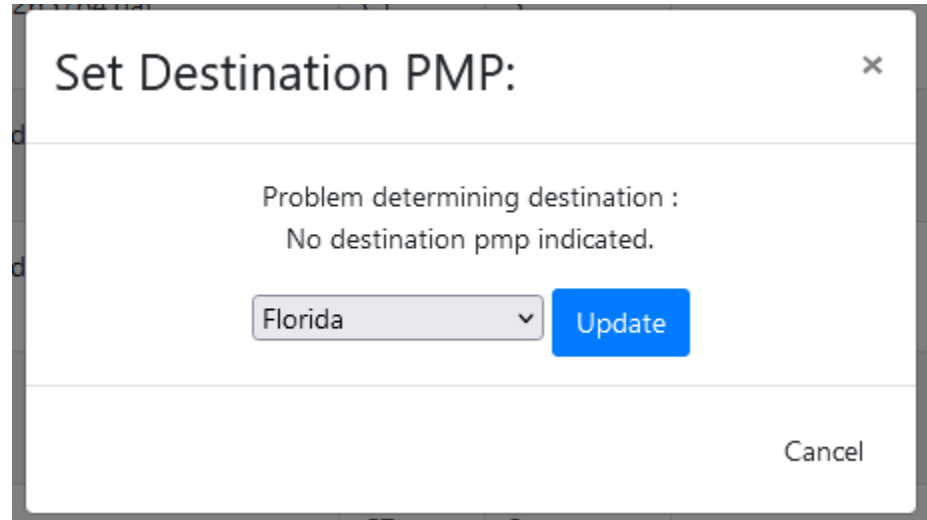 Set Destination PMP:
×
d
Problem determining destination :
No destination pmp indicated.
d
Florida
Update
Cancel